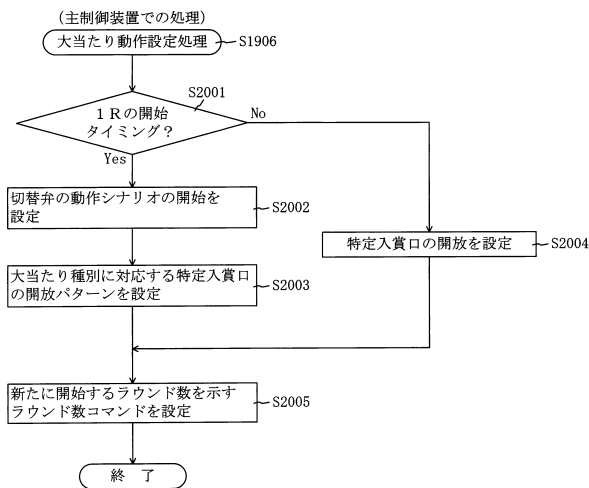 (主制御装置での処理)
大当たり動作設定処理
S1906
S2001
1Rの開始
タイミング?
No
Yes
切替弁の動作シナリオの開始を
設定
S2002
特定入賞口の開放を設定
S2004
大当たり種別に対応する特定入賞口
の開放パターンを設定
S2003
新たに開始するラウンド数を示す
ラウンド数コマンドを設定
S2005
終 了